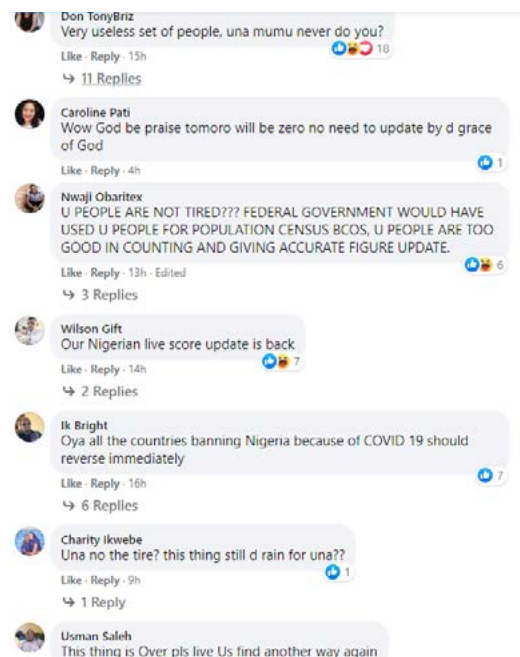 Don TonyBriz
Very useless set of people, una mumu never do you?
18
Like · Reply · 15h
11 Replies
Caroline Pati
Wow God be praise tomoro will be zero no need to update by d grace
of God
1
Like · Reply · 4h
Nwaji Obaritex
U PEOPLE ARE NOT TIRED??? FEDERAL GOVERNMENT WOULD HAVE
USED U PEOPLE FOR POPULATION CENSUS BCOS, U PEOPLE ARE TOO
GOOD IN COUNTING AND GIVING ACCURATE FIGURE UPDATE.
6
Like · Reply · 13h · Edited
3 Replies
Wilson Gift
Our Nigerian live score update is back
7
Like · Reply · 14h
2 Replies
Ik Bright
Oya all the countries banning Nigeria because of COVID 19 should
reverse immediately
7
Like · Reply · 16h
6 Replies
Charity Ikwebe
Una no the tire? this thing still d rain for una??
1
Like · Reply · 9h
1 Reply
Usman Saleh
This thing is Over pls live Us find another way again